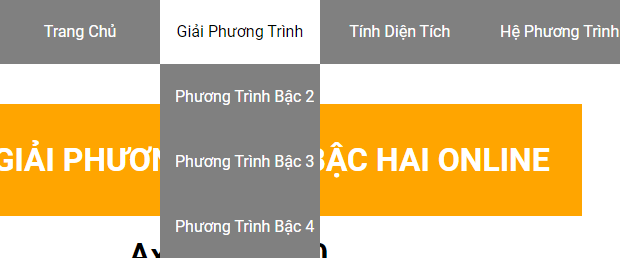 Trang Chủ Giải Phương Trình Tính Diện Tích Hệ Phương Trình
Phương Trình Bậc 2
GIẢI PHƯƠN BẬC HAI ONLINE
Phương Trình Bậc 3
Phương Trình Bậc 4